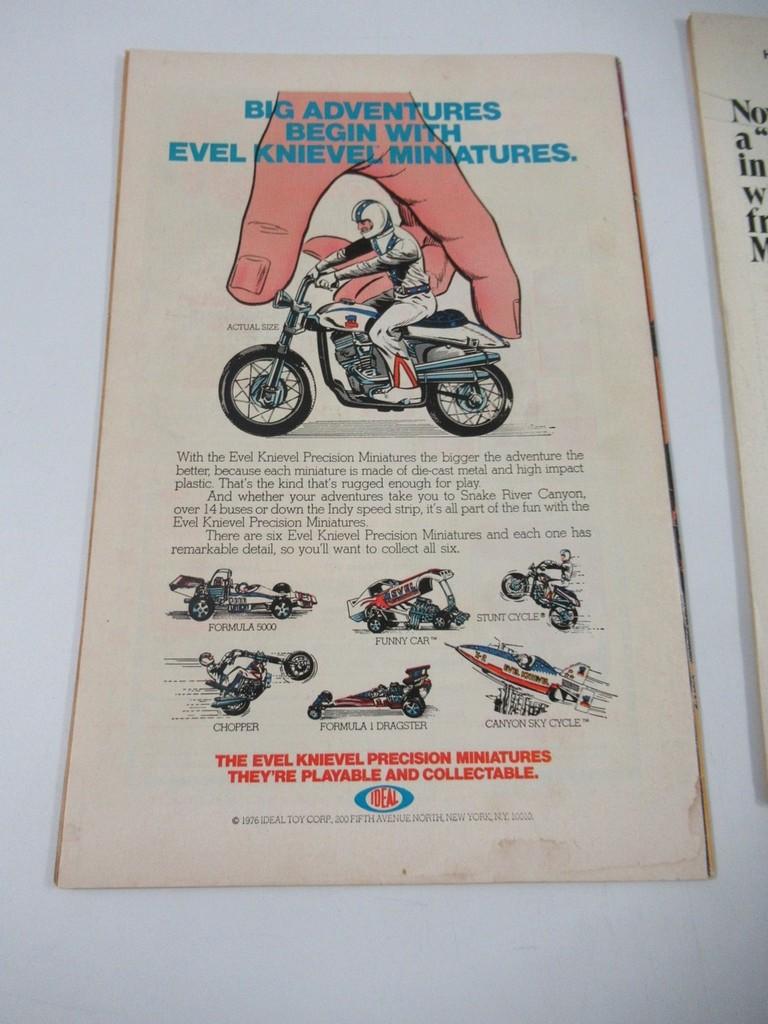 BIG ADVENTURES
BEGIN WITH
EVEL KNIEVEL MINIATURES.
ACTUAL SIZE
With the Evel Knievel Precision Miniatures the bigger the adventure the
better, because each miniature is made of die-cast metal and high impact
plastic. That's the kind that's rugged enough for play.
And whether your adventures take you to Snake River Canyon,
over 14 buses or down the Indy speed strip, it's all part of the fun with the
Evel Knievel Precision Miniatures.
There are six Evel Knievel Precision Miniatures and each one has
remarkable detail, so you'll want to collect all six.
FORMULA 5000
FUNNY CAR™
STUNT CYCLE®
CHOPPER
FORMULA 1 DRAGSTER
CANYON SKY CYCLE™
EVEL
X-2
EVEL KNIEVEL
THE EVEL KNIEVEL PRECISION MINIATURES
THEY'RE PLAYABLE AND COLLECTABLE.
IDEAL
© 1976 IDEAL TOY CORP., 200 FIFTH AVENUE NORTH, NEW YORK, N.Y. 10010.
a "
in
w